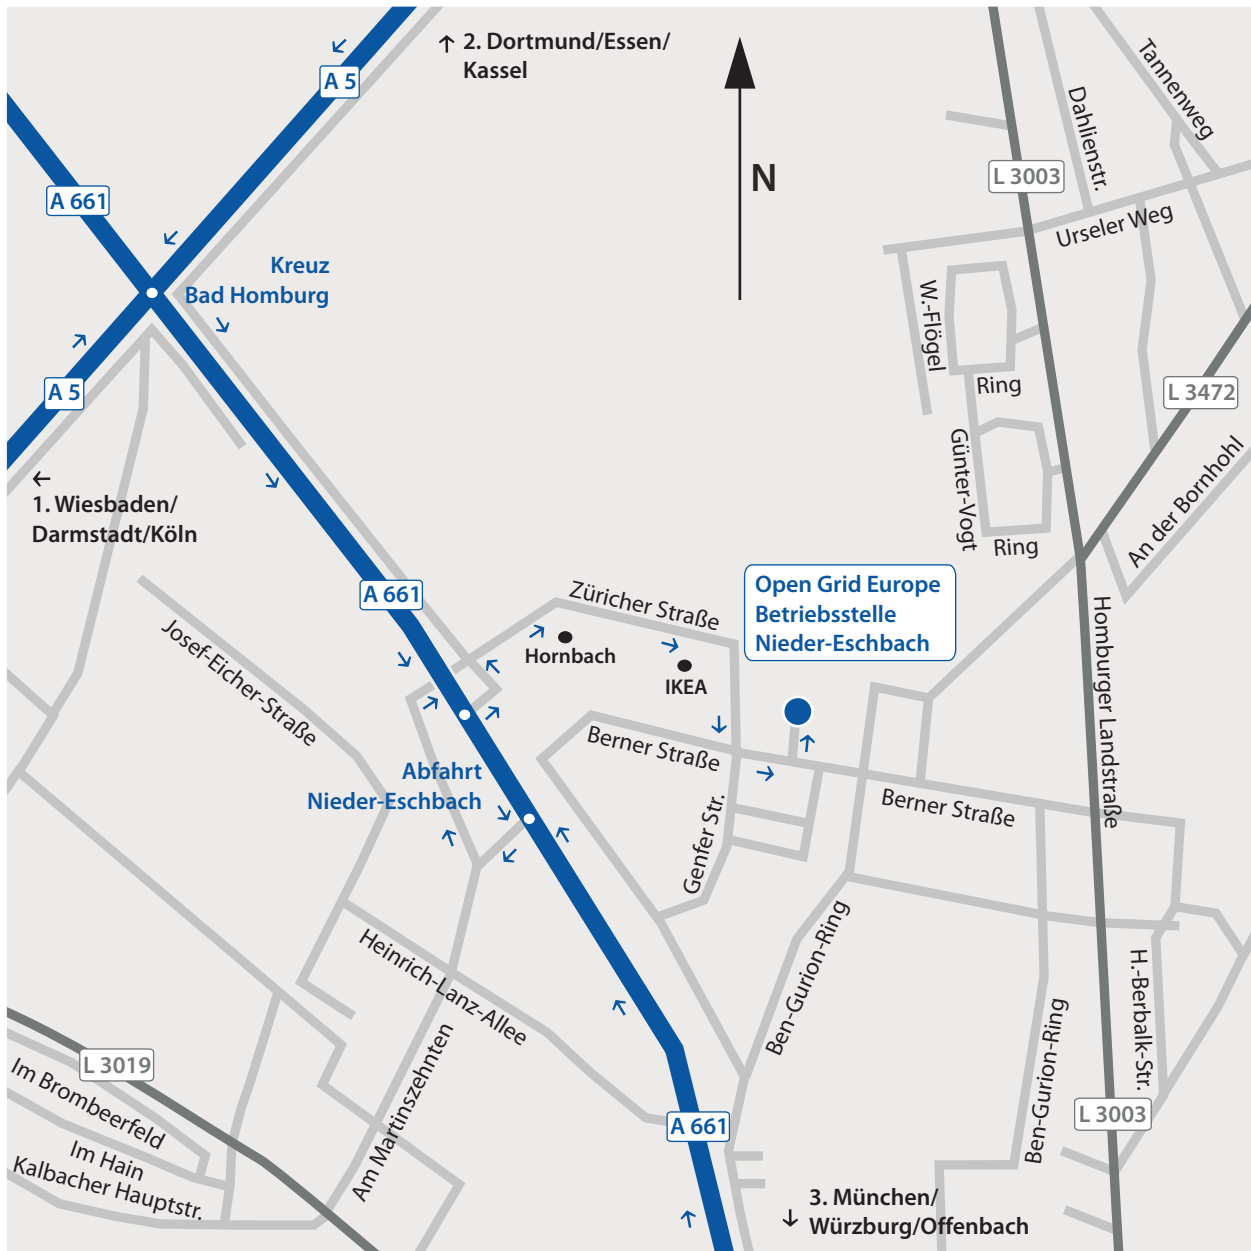 2. Dortmund/Essen/
Kassel
A 5
Tannenweg
Dahlienstr.
N
L 3003
A 661
Urseler Weg
Kreuz
Bad Homburg
W.-Flögel
Ring
A 5
L 3472
Günter-Vogt
Ring
An der Bornhohl
1. Wiesbaden/
Darmstadt/Köln
A 661
Züricher Straße
Open Grid Europe
Betriebsstelle
Nieder-Eschbach
Homburger Landstraße
Josef-Eicher-Straße
Hornbach
IKEA
Berner Straße
Abfahrt
Nieder-Eschbach
Genfer Str.
Berner Straße
Heinrich-Lanz-Allee
Ben-Gurion-Ring
H.-Berbalk-Str.
Ben-Gurion-Ring
L 3019
Im Brombeerfeld
Am Martinszehnten
A 661
L 3003
Im Hain
Kalbacher Hauptstr.
3. München/
Würzburg/Offenbach